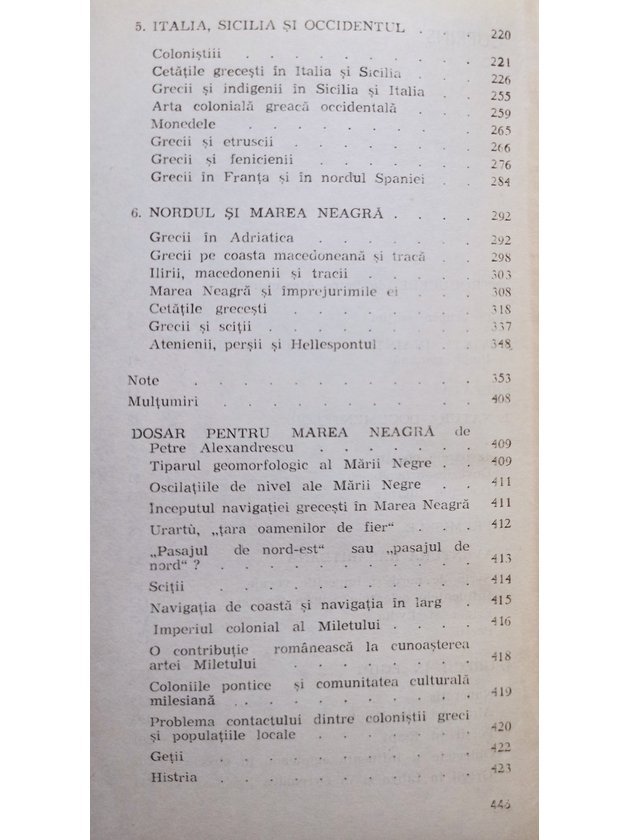 5. ITALIA, SICILIA ȘI OCCIDENTUL . . . 220
Coloniștiii . . . . . . . . . 221
Cetățile grecești în Italia și Sicilia . . . 226
Grecii și indigenii în Sicilia și Italia . . 255
Arta colonială greacă occidentală . . . 259
Monedele . . . . . . . . . 265
Grecii și etruscii . . . . . . . 266
Grecii și fenicienii . . . . . . 276
Grecii în Franța și în nordul Spaniei . . 284
6. NORDUL ȘI MAREA NEAGRĂ . . . . 292
Grecii în Adriatica . . . . . . 292
Grecii pe coasta macedoneană și tracă . . 298
Ilirii, macedonenii și tracii . . . . 303
Marea Neagră și împrejurimile ei . . . 308
Cetățile grecești . . . . . . . 318
Grecii și sciții . . . . . . . . 337
Atenienii, perșii și Hellespontul . . . . 348
Note . . . . . . . . . . 353
Mulțumiri . . . . . . . . . 408
DOSAR PENTRU MAREA NEAGRĂ de
Petre Alexandrescu . . . . . . . 409
Tiparul geomorfologic al Mării Negre . . 409
Oscilațiile de nivel ale Mării Negre . . 411
Inceputul navigației grecești în Marea Neagră 411
Urartù, „țara oamenilor de fier“ . . . 412
„Pasajul de nord-est“ sau „pasajul de
nord“ ? . . . . . . . . . . 413
Sciții . . . . . . . . . . 414
Navigația de coastă și navigația în larg . 415
Imperiul colonial al Miletului . . . . 416
O contribuție românească la cunoașterea
artei Miletului . . . . . . . . 418
Coloniile pontice și comunitatea culturală
milesiană . . . . . . . . . . 419
Problema contactului dintre coloniștii greci
și populațiile locale . . . . . . . 420
Geții . . . . . . . . . . 422
Histria . . . . . . . . . . 423
446